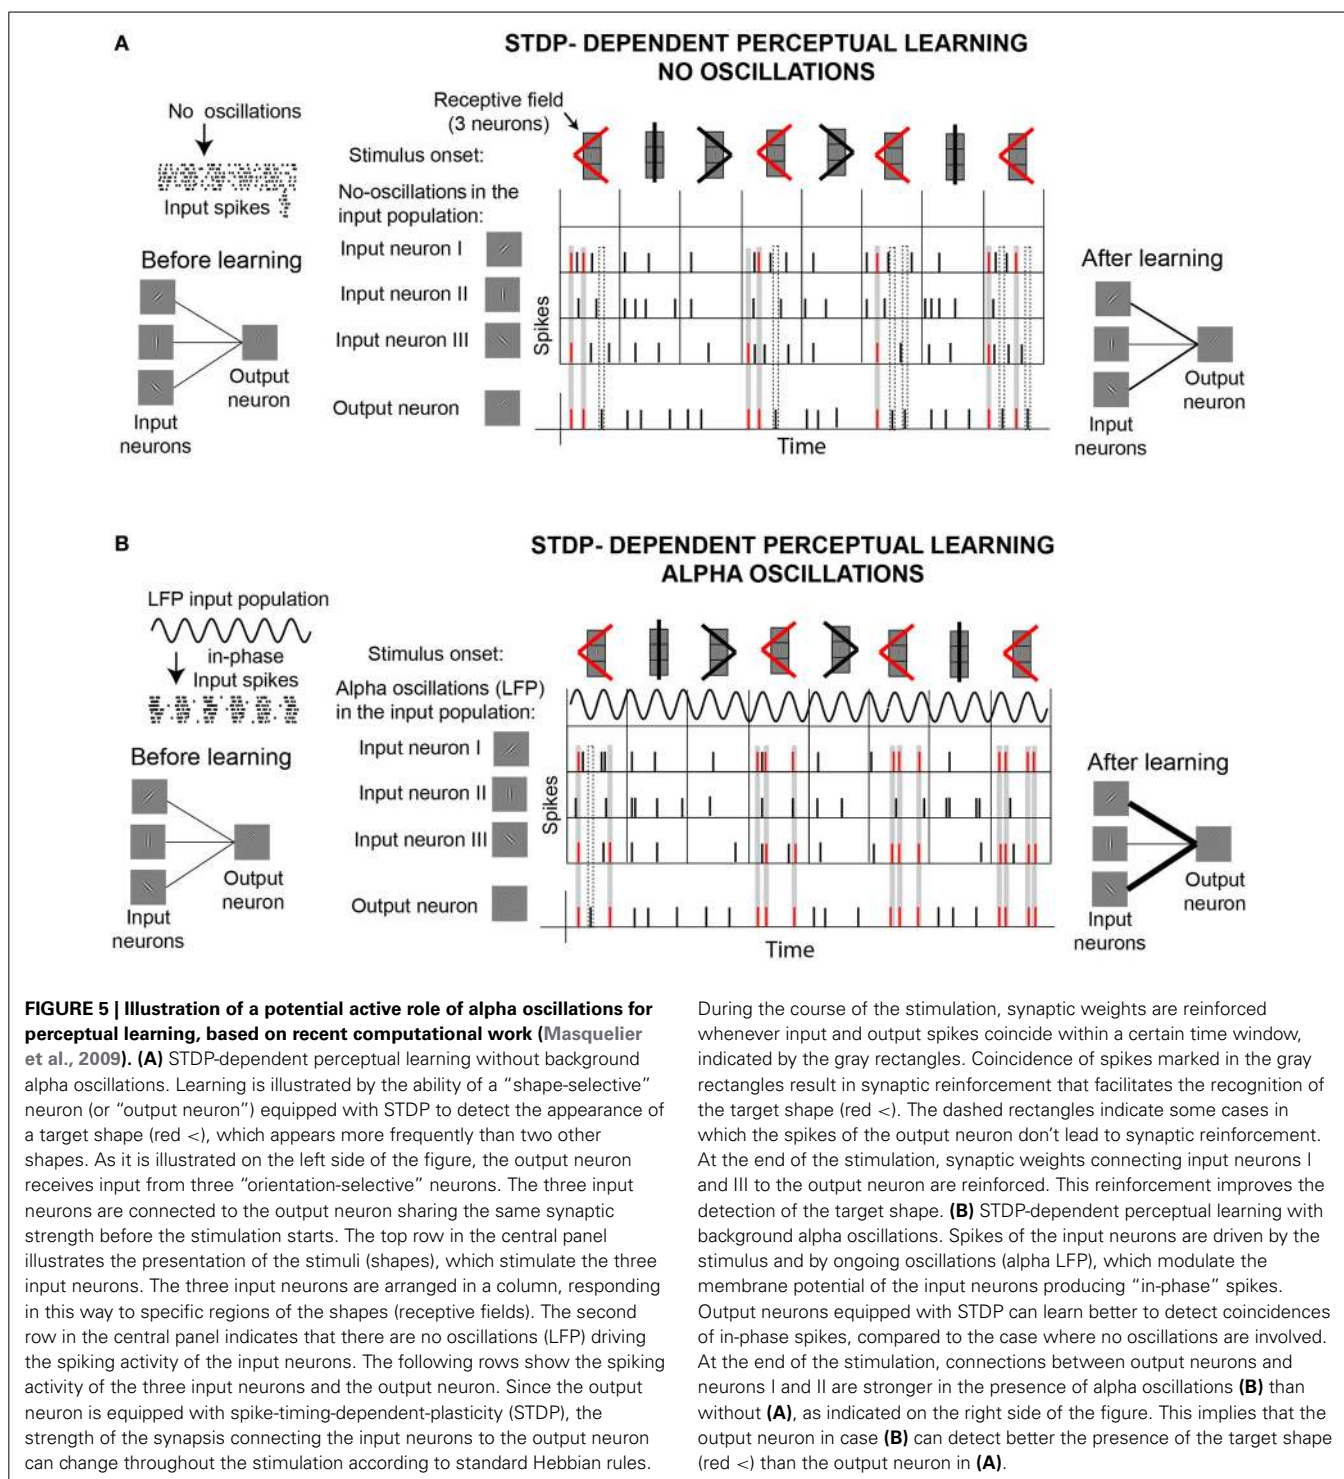 A
STDP- DEPENDENT PERCEPTUAL LEARNING
NO OSCILLATIONS
No oscillations
Input spikes
Before learning
Output
neuron
Input
neurons
Receptive field
(3 neurons)
Stimulus onset:
No-oscillations in the
input population:
Input neuron I
Input neuron II
Input neuron III
Output neuron
Spikes
Time
After learning
Output
neuron
Input
neurons
B
STDP- DEPENDENT PERCEPTUAL LEARNING
ALPHA OSCILLATIONS
LFP input population
in-phase
Input spikes
Before learning
Output
neuron
Input
neurons
Stimulus onset:
Alpha oscillations (LFP)
in the input population:
Input neuron I
Input neuron II
Input neuron III
Output neuron
Spikes
Time
After learning
Output
neuron
Input
neurons
FIGURE 5 | Illustration of a potential active role of alpha oscillations for
perceptual learning, based on recent computational work (Masquelier
et al., 2009). (A) STDP-dependent perceptual learning without background
alpha oscillations. Learning is illustrated by the ability of a “shape-selective”
neuron (or “output neuron”) equipped with STDP to detect the appearance of
a target shape (red <), which appears more frequently than two other
shapes. As it is illustrated on the left side of the figure, the output neuron
receives input from three “orientation-selective” neurons. The three input
neurons are connected to the output neuron sharing the same synaptic
strength before the stimulation starts. The top row in the central panel
illustrates the presentation of the stimuli (shapes), which stimulate the three
input neurons. The three input neurons are arranged in a column, responding
in this way to specific regions of the shapes (receptive fields). The second
row in the central panel indicates that there are no oscillations (LFP) driving
the spiking activity of the input neurons. The following rows show the spiking
activity of the three input neurons and the output neuron. Since the output
neuron is equipped with spike-timing-dependent-plasticity (STDP), the
strength of the synapsis connecting the input neurons to the output neuron
can change throughout the stimulation according to standard Hebbian rules.
During the course of the stimulation, synaptic weights are reinforced
whenever input and output spikes coincide within a certain time window,
indicated by the gray rectangles. Coincidence of spikes marked in the gray
rectangles result in synaptic reinforcement that facilitates the recognition of
the target shape (red <). The dashed rectangles indicate some cases in
which the spikes of the output neuron don’t lead to synaptic reinforcement.
At the end of the stimulation, synaptic weights connecting input neurons I
and III to the output neuron are reinforced. This reinforcement improves the
detection of the target shape. (B) STDP-dependent perceptual learning with
background alpha oscillations. Spikes of the input neurons are driven by the
stimulus and by ongoing oscillations (alpha LFP), which modulate the
membrane potential of the input neurons producing “in-phase” spikes.
Output neurons equipped with STDP can learn better to detect coincidences
of in-phase spikes, compared to the case where no oscillations are involved.
At the end of the stimulation, connections between output neurons and
neurons I and II are stronger in the presence of alpha oscillations (B) than
without (A), as indicated on the right side of the figure. This implies that the
output neuron in case (B) can detect better the presence of the target shape
(red <) than the output neuron in (A).